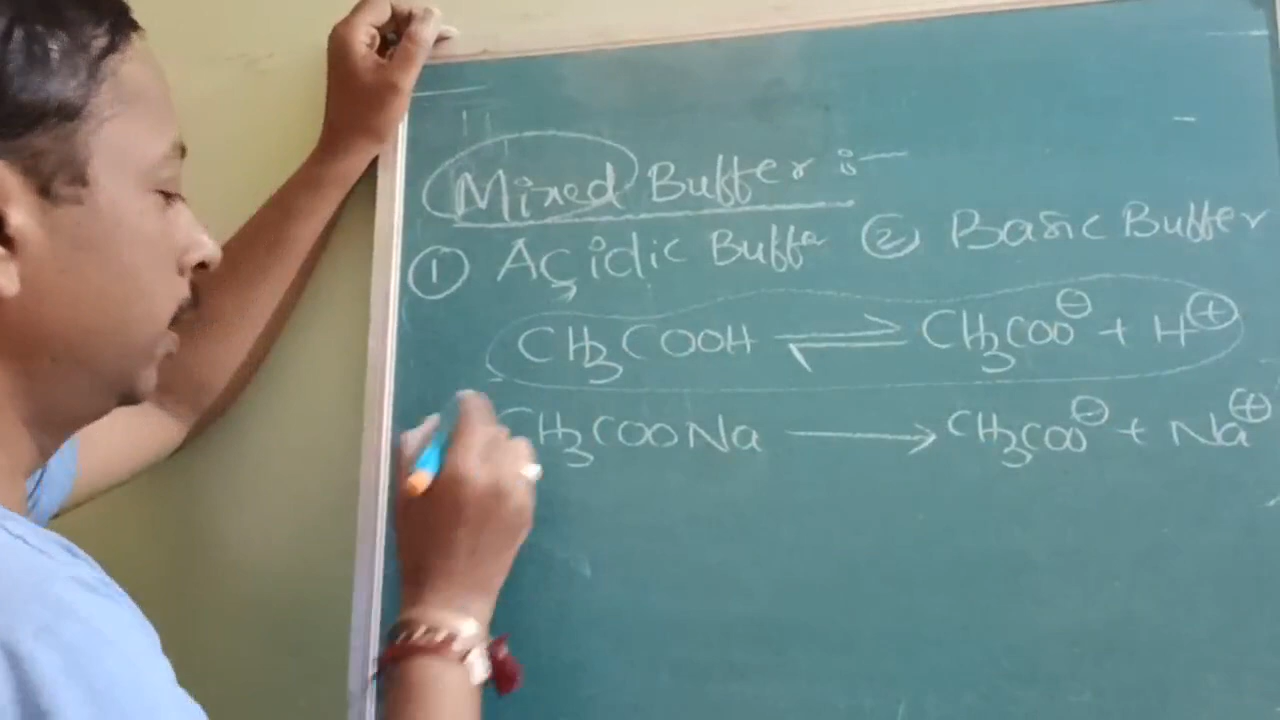 Mixed Buffer :-
① Acidic Buffer ② Basic Buffer
CH₃COOH ⇌ CH₃COO⊖ + H⊕
CH₃COONa ⟶ CH₃COO⊖ + Na⊕